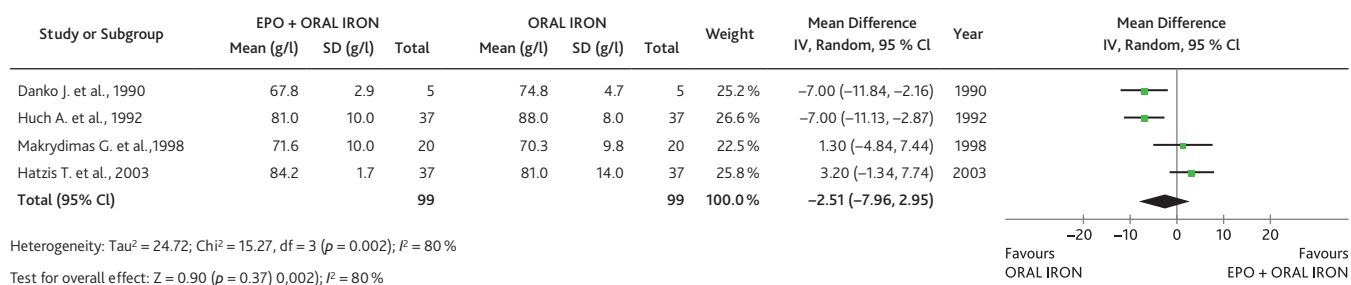 Study or Subgroup EPO + ORAL IRON ORAL IRON Weight Mean Difference Year Mean Difference
Mean (g/l) SD (g/l) Total Mean (g/l) SD (g/l) Total IV, Random, 95 % Cl IV, Random, 95 % Cl
Danko J. et al., 1990 67.8 2.9 5 74.8 4.7 5 25.2 % –7.00 (–11.84, –2.16) 1990
Huch A. et al., 1992 81.0 10.0 37 88.0 8.0 37 26.6 % –7.00 (–11.13, –2.87) 1992
Makrydimas G. et al.,1998 71.6 10.0 20 70.3 9.8 20 22.5 % 1.30 (–4.84, 7.44) 1998
Hatzis T. et al., 2003 84.2 1.7 37 81.0 14.0 37 25.8 % 3.20 (–1.34, 7.74) 2003
Total (95% Cl) 99 99 100.0 % –2.51 (–7.96, 2.95)
–20 –10 0 10 20
Heterogeneity: Tau² = 24.72; Chi² = 15.27, df = 3 (p = 0.002); I² = 80 %
Test for overall effect: Z = 0.90 (p = 0.37) 0,002); I² = 80 %
Favours Favours
ORAL IRON EPO + ORAL IRON